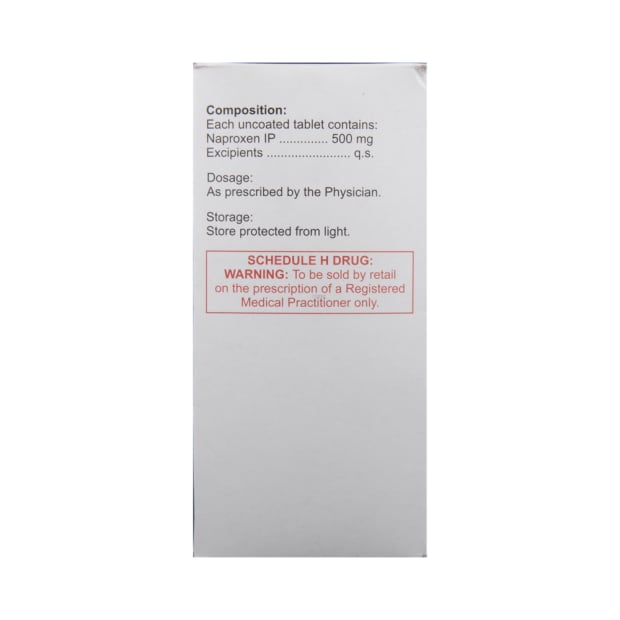 Composition:
Each uncoated tablet contains:
Naproxen IP .............. 500 mg
Excipients ........................ q.s.
Dosage:
As prescribed by the Physician.
Storage:
Store protected from light.
SCHEDULE H DRUG:
WARNING: To be sold by retail
on the prescription of a Registered
Medical Practitioner only.